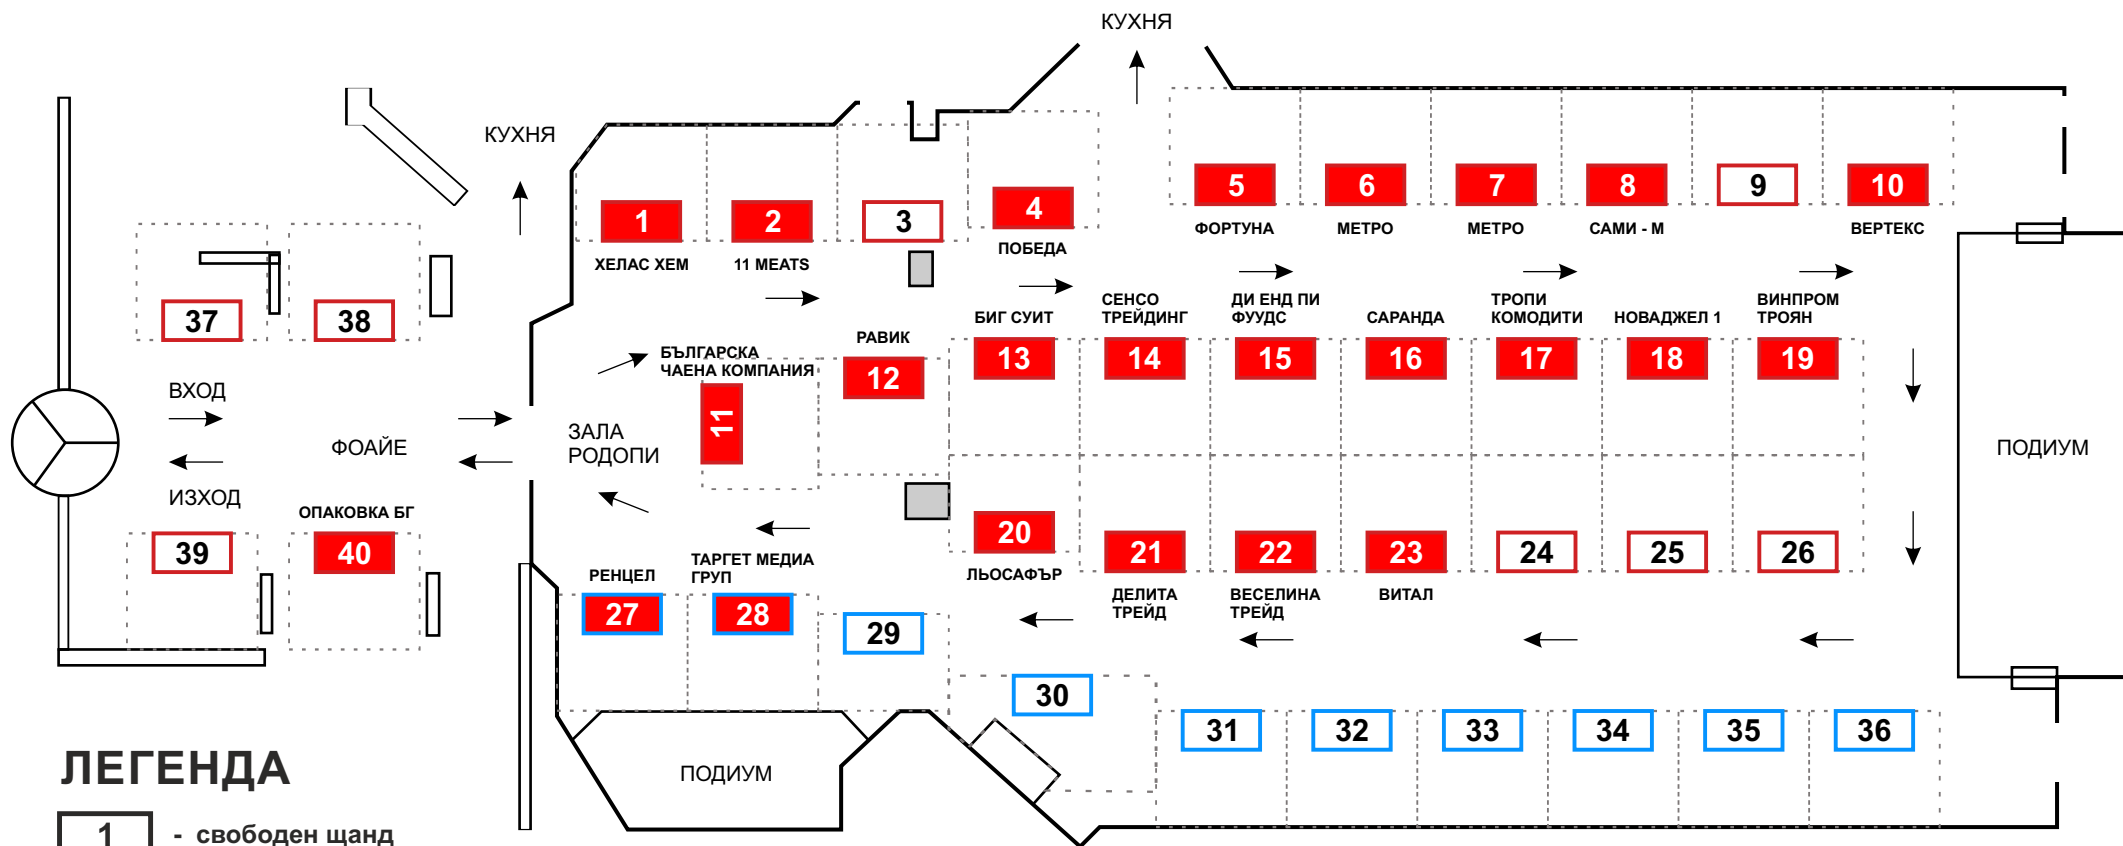 КУХНЯ
КУХНЯ
1
ХЕЛАС ХЕМ
2
11 MEATS
3
4
ПОБЕДА
5
ФОРТУНА
6
МЕТРО
7
МЕТРО
8
САМИ - М
9
10
ВЕРТЕКС
37
38
ВХОД
ФОАЙЕ
ИЗХОД
39
ОПАКОВКА БГ
40
ЗАЛА
РОДОПИ
БЪЛГАРСКА
ЧАЕНА КОМПАНИЯ
11
РАВИК
12
БИГ СУИТ
13
СЕНСО
ТРЕЙДИНГ
14
ДИ ЕНД ПИ
ФУУДС
15
САРАНДА
16
ТРОПИ
КОМОДИТИ
17
НОВАДЖЕЛ 1
18
ВИНПРОМ
ТРОЯН
19
ПОДИУМ
20
ЛЬОСАФЪР
21
ДЕЛИТА
ТРЕЙД
22
ВЕСЕЛИНА
ТРЕЙД
23
ВИТАЛ
24
25
26
РЕНЦЕЛ
27
ТАРГЕТ МЕДИА
ГРУП
28
29
30
31
32
33
34
35
36
ПОДИУМ
ЛЕГЕНДА
1 - свободен щанд